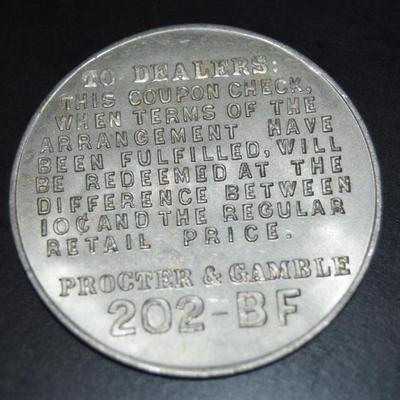 TO DEALERS:
THIS COUPON CHECK,
WHEN TERMS OF THE
ARRANGEMENT HAVE
BEEN FULFILLED, WILL
BE REDEEMED AT THE
DIFFERENCE BETWEEN
10¢ AND THE REGULAR
RETAIL PRICE.
PROCTER & GAMBLE
202-BF